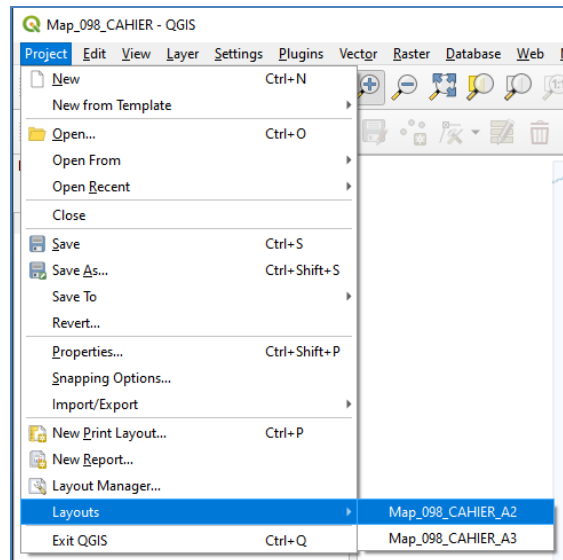 Map_098_CAHIER - QGIS
Project Edit View Layer Settings Plugins Vector Raster Database Web
New Ctrl+N
New from Template
Open... Ctrl+O
Open From
Open Recent
Close
Save Ctrl+S
Save As... Ctrl+Shift+S
Save To
Revert...
Properties... Ctrl+Shift+P
Snapping Options...
Import/Export
New Print Layout... Ctrl+P
New Report...
Layout Manager...
Layouts Map_098_CAHIER_A2
Exit QGIS Ctrl+Q Map_098_CAHIER_A3